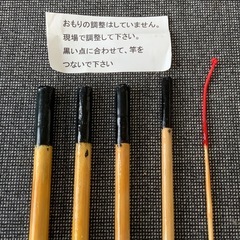 おもりの調整はしていません。
現場で調整して下さい。
黒い点に合わせて、竿を
つないで下さい